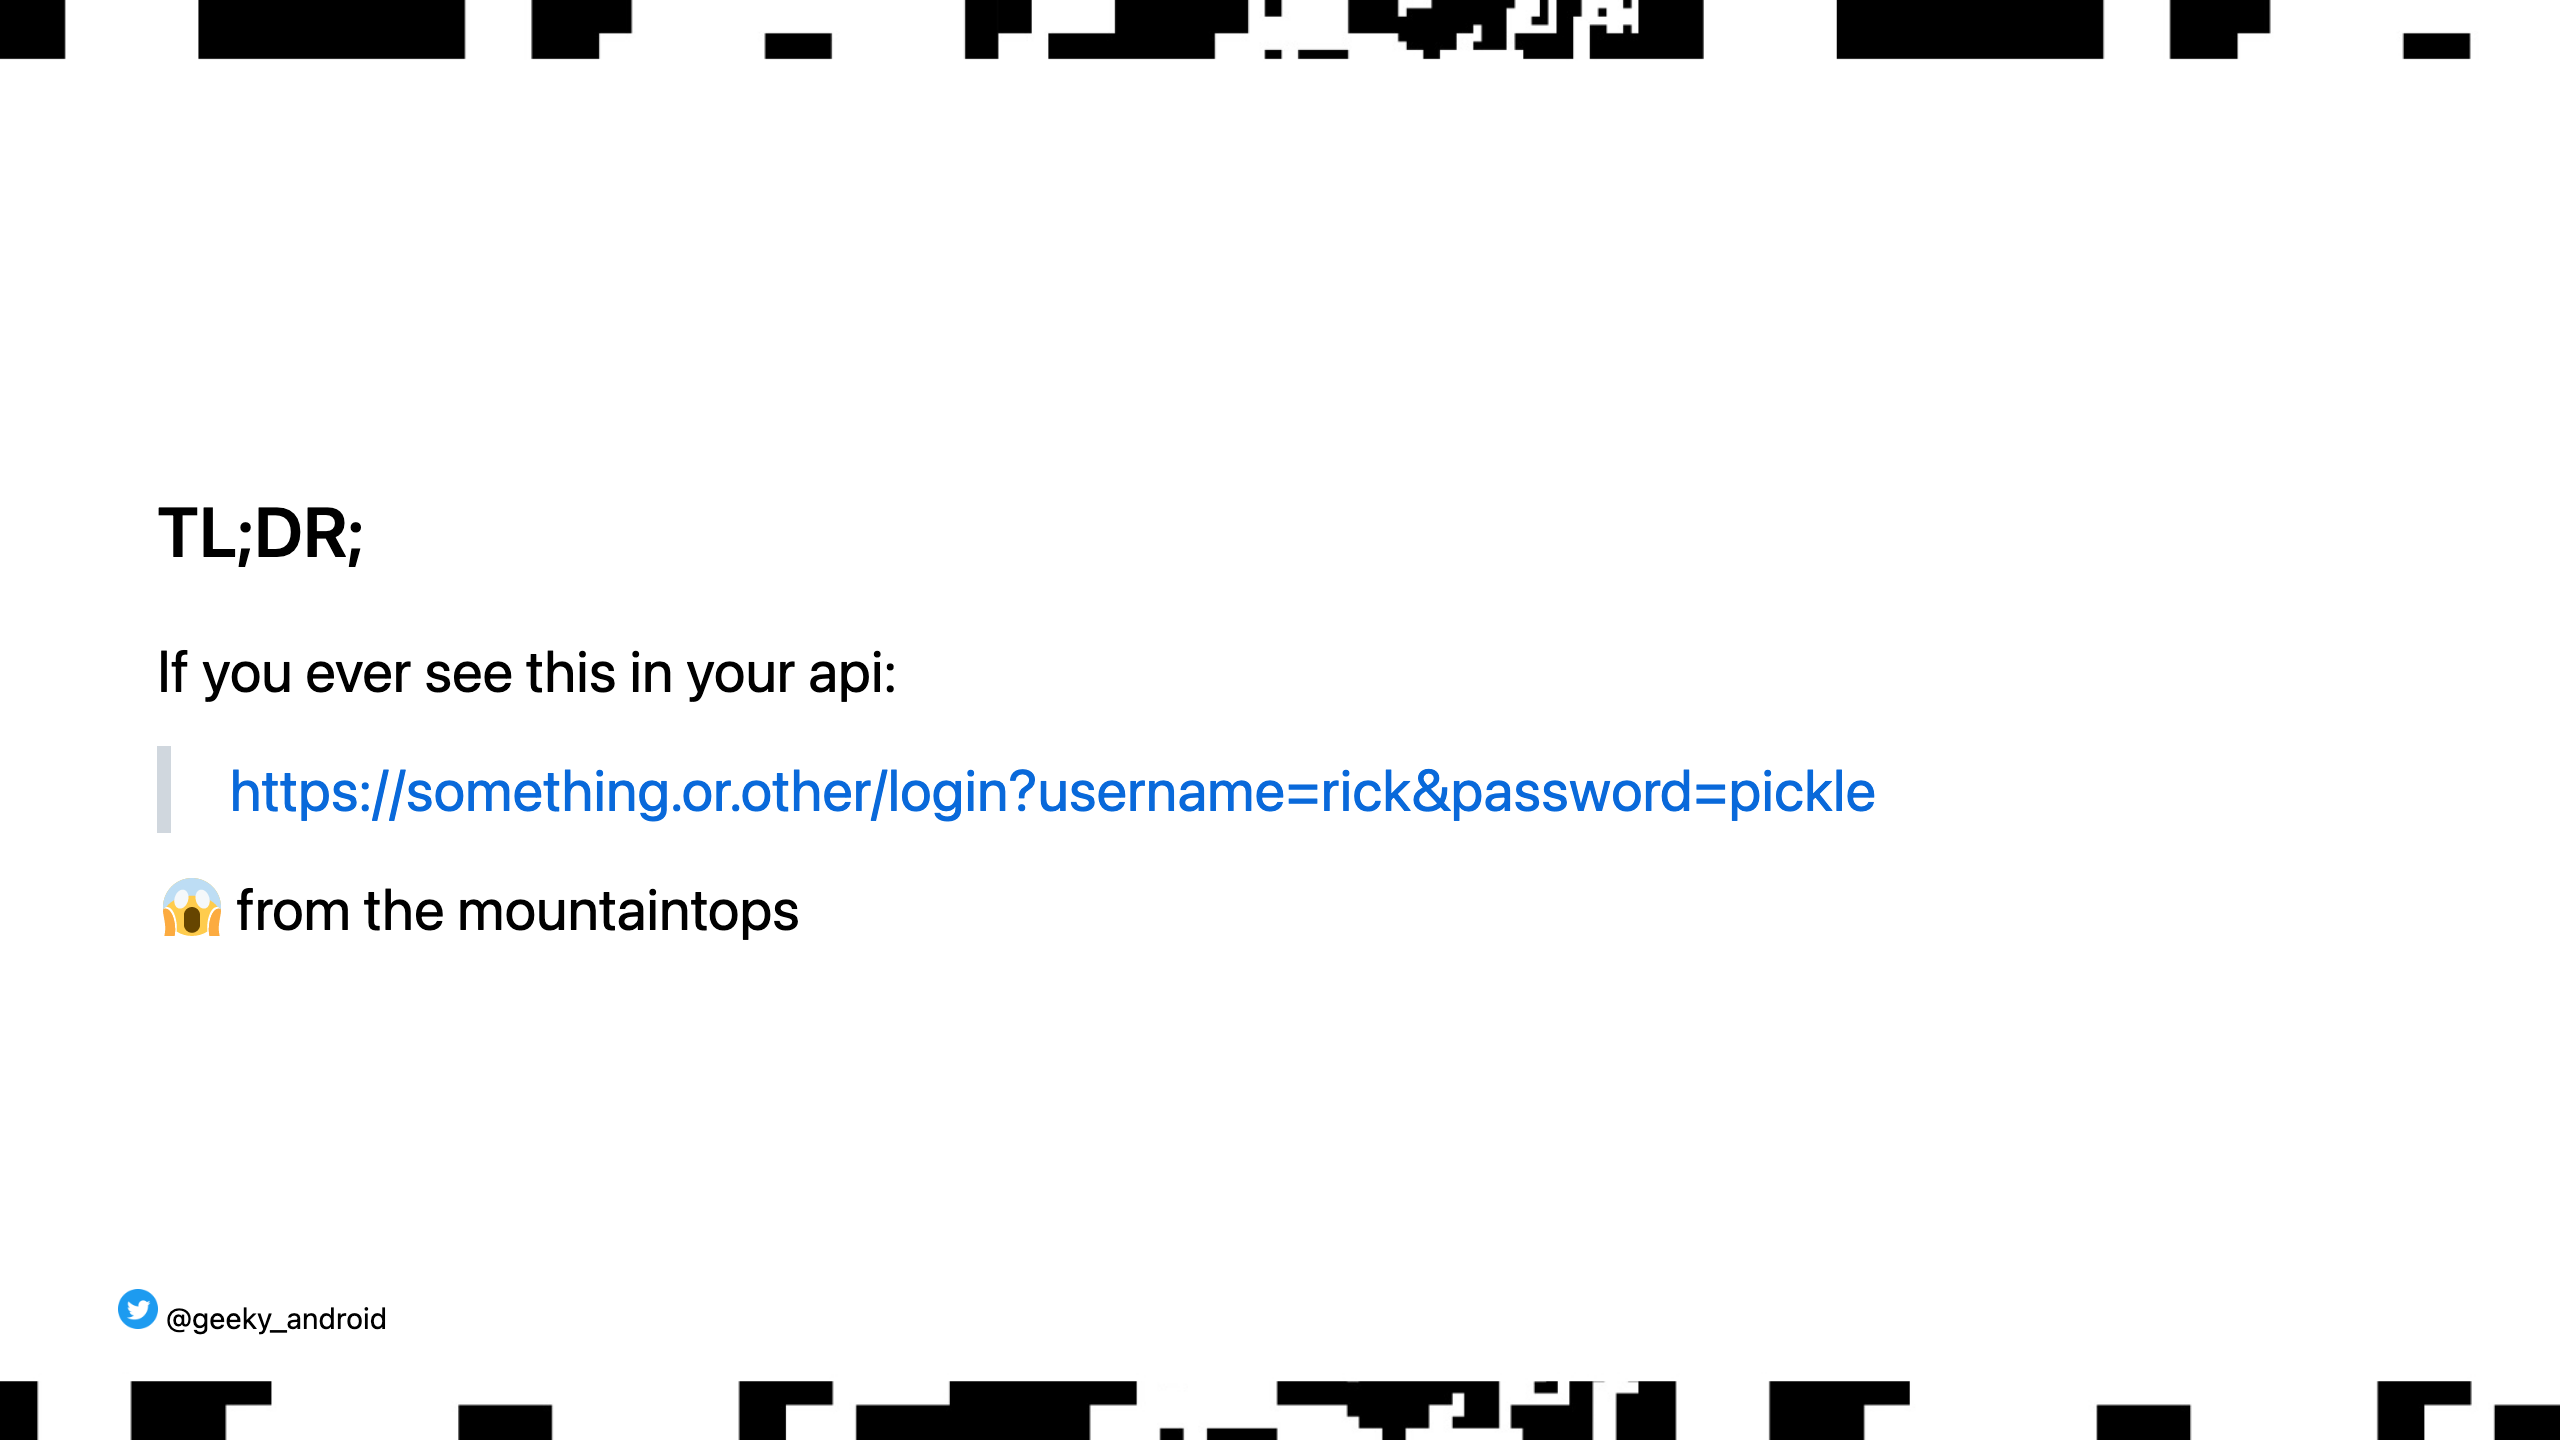 TL;DR;
If you ever see this in your api:
https://something.or.other/login?username=rick&password=pickle
😱 from the mountaintops
@geeky_android